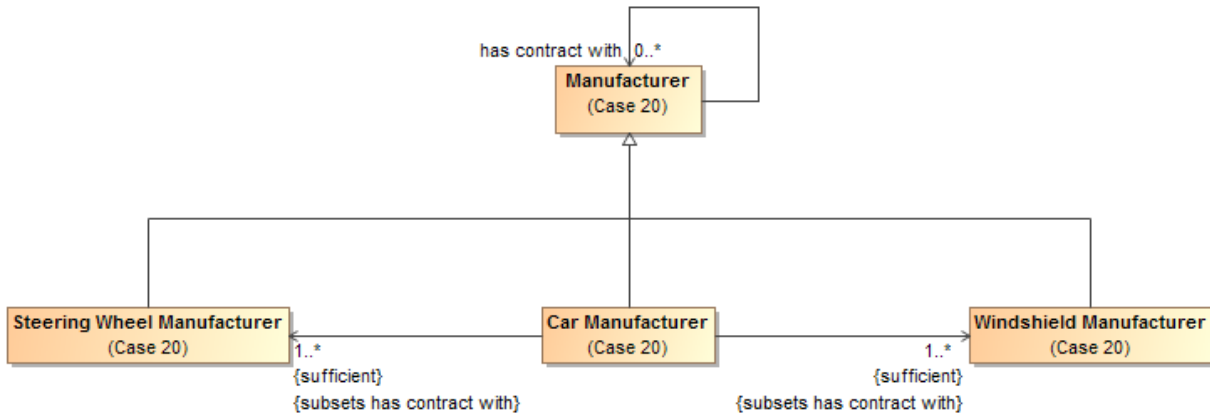 has contract with 0..*
Manufacturer
(Case 20)
Steering Wheel Manufacturer
(Case 20)
1..*
{sufficient}
{subsets has contract with}
Car Manufacturer
(Case 20)
1..*
{sufficient}
{subsets has contract with}
Windshield Manufacturer
(Case 20)